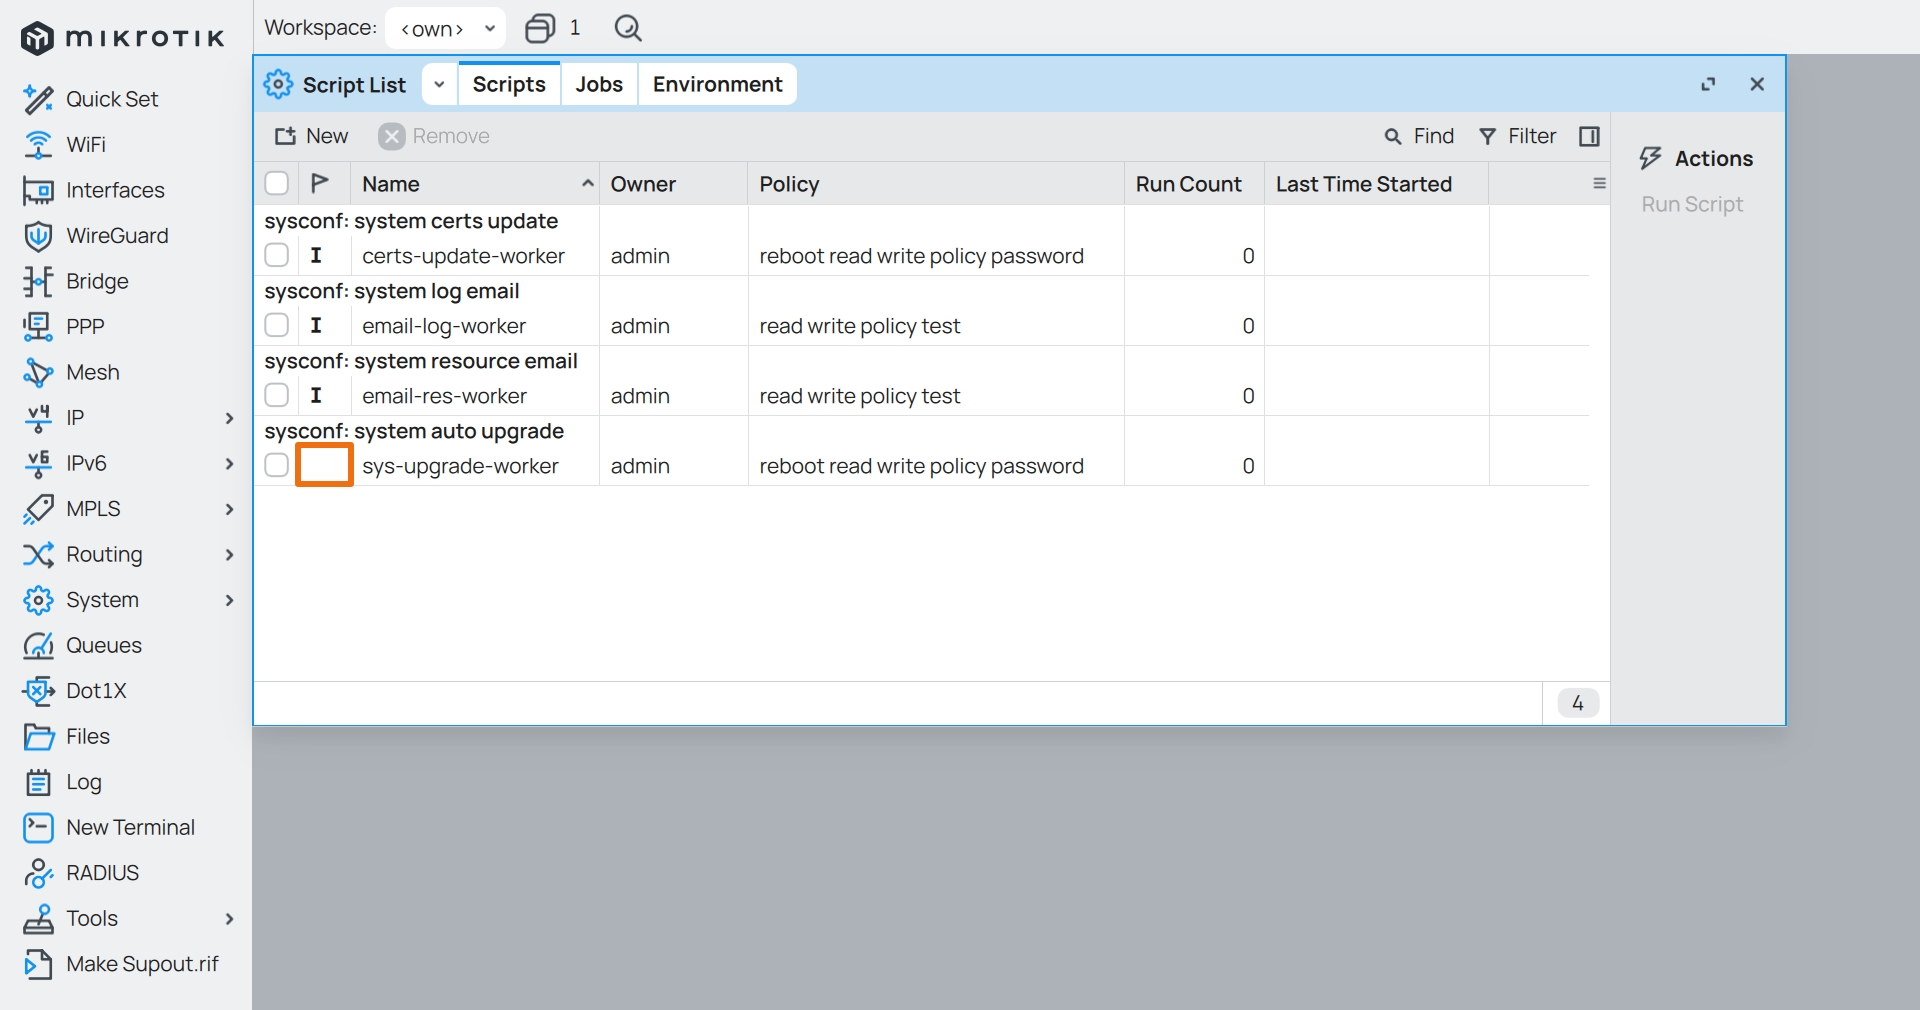 mikrotik
Workspace: <own> 1
Quick Set
WiFi
Interfaces
WireGuard
Bridge
PPP
Mesh
IP
IPv6
MPLS
Routing
System
Queues
Dot1X
Files
Log
New Terminal
RADIUS
Tools
Make Supout.rif
Script List Scripts Jobs Environment
New Remove Find Filter
Name Owner Policy Run Count Last Time Started
sysconf: system certs update
I certs-update-worker admin reboot read write policy password 0
sysconf: system log email
I email-log-worker admin read write policy test 0
sysconf: system resource email
I email-res-worker admin read write policy test 0
sysconf: system auto upgrade
sys-upgrade-worker admin reboot read write policy password 0
4
Actions
Run Script